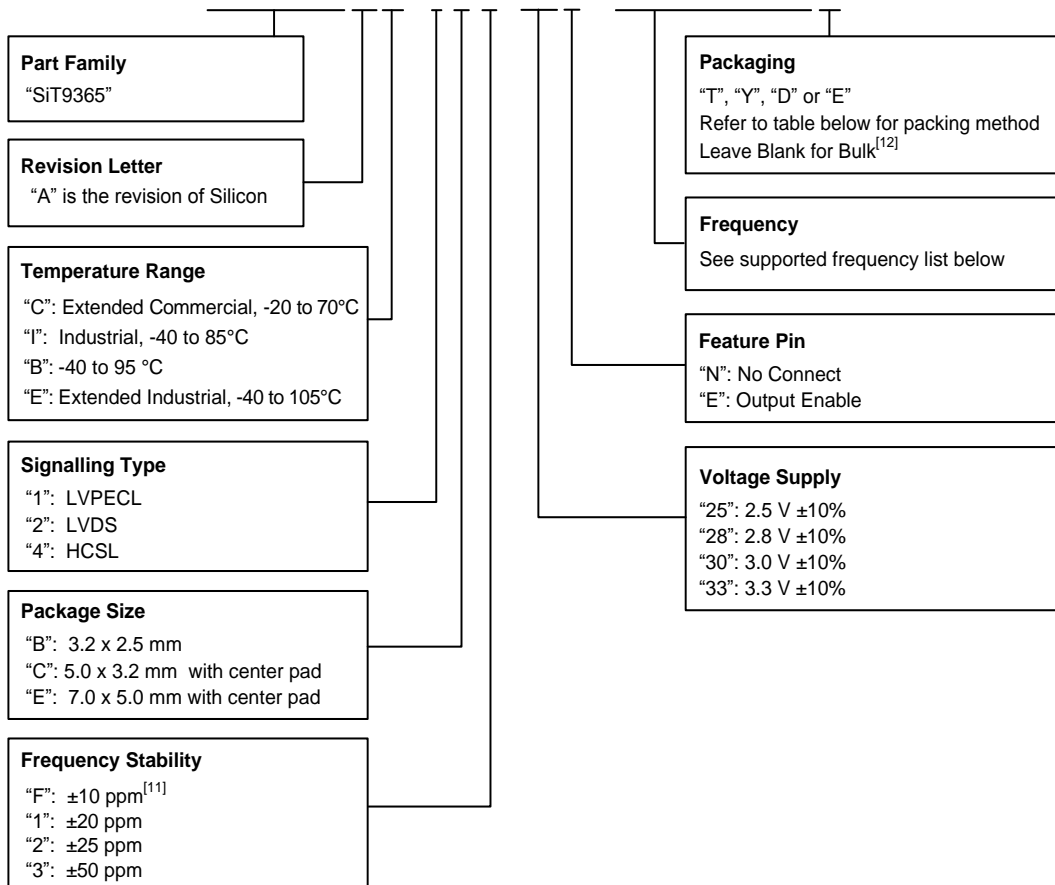 Part Family
“SiT9365”
Revision Letter
“A” is the revision of Silicon
Temperature Range
“C”: Extended Commercial, -20 to 70°C
“I”: Industrial, -40 to 85°C
“B”: -40 to 95 °C
“E”: Extended Industrial, -40 to 105°C
Signalling Type
“1”: LVPECL
“2”: LVDS
“4”: HCSL
Package Size
“B”: 3.2 x 2.5 mm
“C”: 5.0 x 3.2 mm with center pad
“E”: 7.0 x 5.0 mm with center pad
Frequency Stability
“F”: ±10 ppm[11]
“1”: ±20 ppm
“2”: ±25 ppm
“3”: ±50 ppm
Packaging
“T”, “Y”, “D” or “E”
Refer to table below for packing method
Leave Blank for Bulk[12]
Frequency
See supported frequency list below
Feature Pin
“N”: No Connect
“E”: Output Enable
Voltage Supply
“25”: 2.5 V ±10%
“28”: 2.8 V ±10%
“30”: 3.0 V ±10%
“33”: 3.3 V ±10%